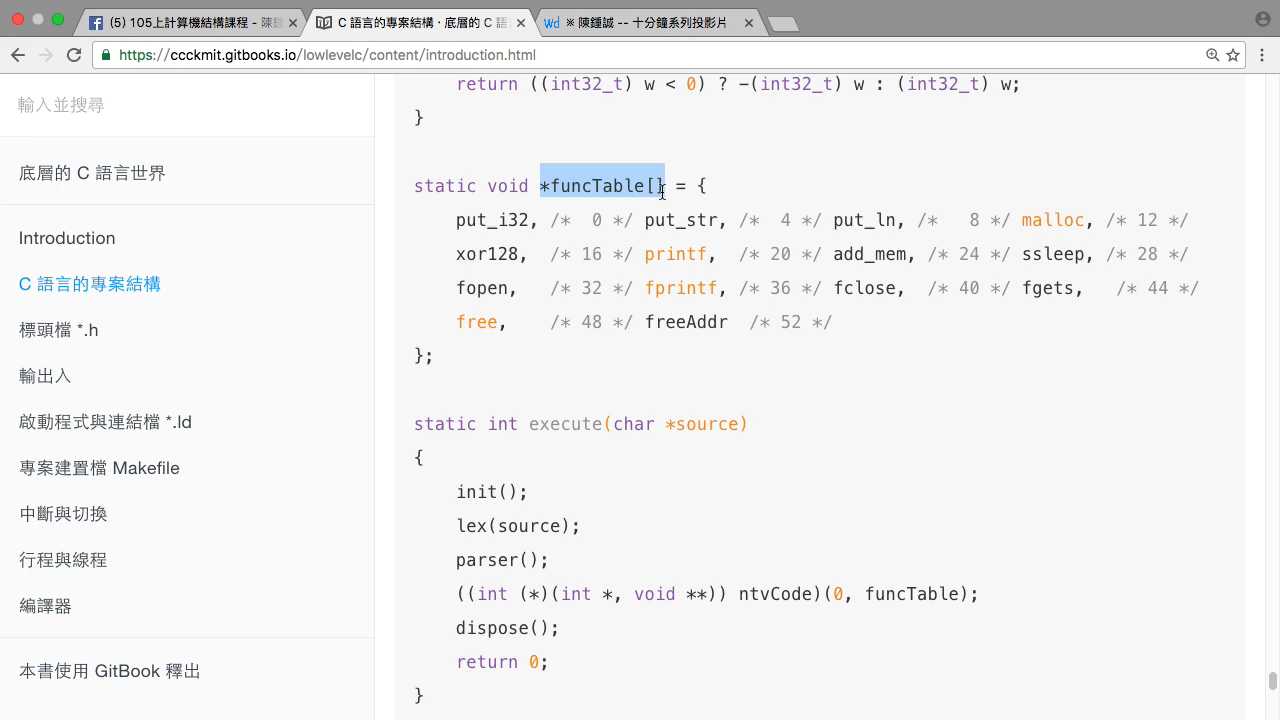 (5) 105上計算機結構課程 - 陳鍾
C 語言的專案結構 · 底層的 C 語
※ 陳鍾誠 -- 十分鐘系列投影片
https://ccckmit.gitbooks.io/lowlevelc/content/introduction.html
輸入並搜尋
底層的 C 語言世界
Introduction
C 語言的專案結構
標頭檔 *.h
輸出入
啟動程式與連結檔 *.ld
專案建置檔 Makefile
中斷與切換
行程與線程
編譯器
本書使用 GitBook 釋出
return ((int32_t) w < 0) ? -(int32_t) w : (int32_t) w;
}
static void *funcTable[] = {
put_i32, /*  0 */ put_str, /*  4 */ put_ln, /*   8 */ malloc, /* 12 */
xor128,  /* 16 */ printf,  /* 20 */ add_mem, /* 24 */ ssleep, /* 28 */
fopen,   /* 32 */ fprintf, /* 36 */ fclose,  /* 40 */ fgets,   /* 44 */
free,    /* 48 */ freeAddr  /* 52 */
};
static int execute(char *source)
{
init();
lex(source);
parser();
((int (*)(int *, void **)) ntvCode)(0, funcTable);
dispose();
return 0;
}